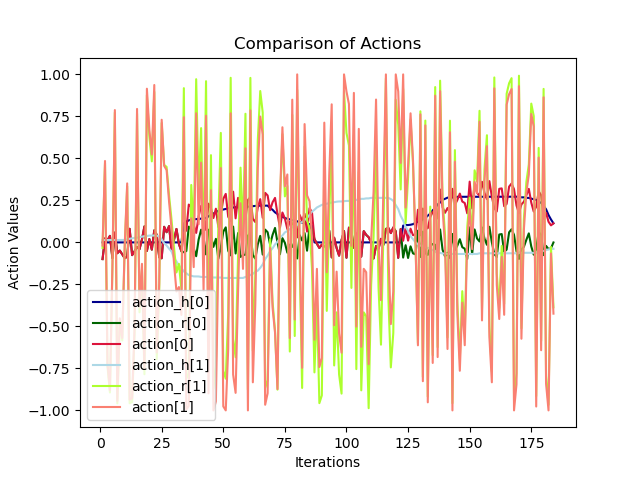 Comparison of Actions
Action Values
1.00
0.75
0.50
0.25
0.00
−0.25
−0.50
−0.75
−1.00
action_h[0]
action_r[0]
action[0]
action_h[1]
action_r[1]
action[1]
0 25 50 75 100 125 150 175
Iterations